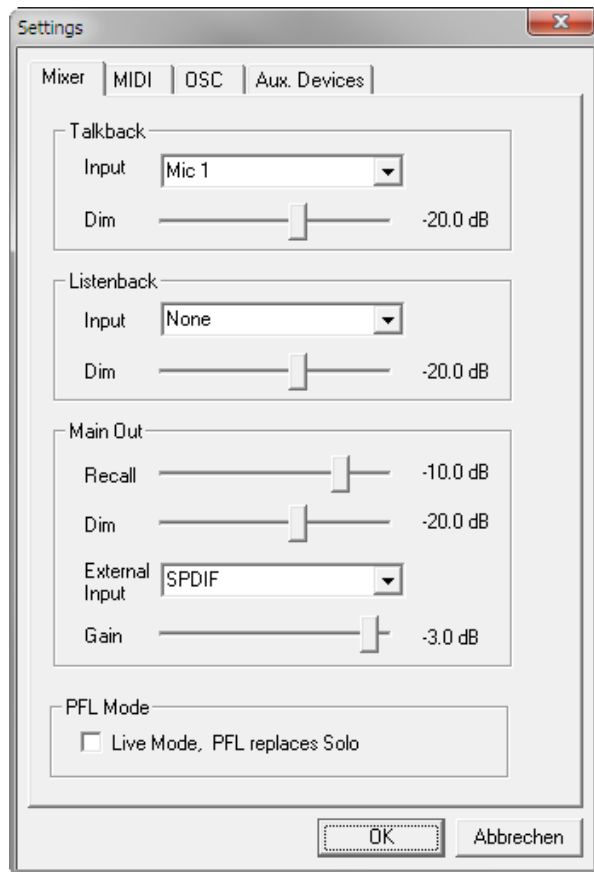 Settings
Mixer MIDI OSC Aux. Devices
Talkback
Input Mic 1
Dim -20.0 dB
Listenback
Input None
Dim -20.0 dB
Main Out
Recall -10.0 dB
Dim -20.0 dB
External
Input
SPDIF
Gain -3.0 dB
PFL Mode
Live Mode, PFL replaces Solo
OK Abbrechen